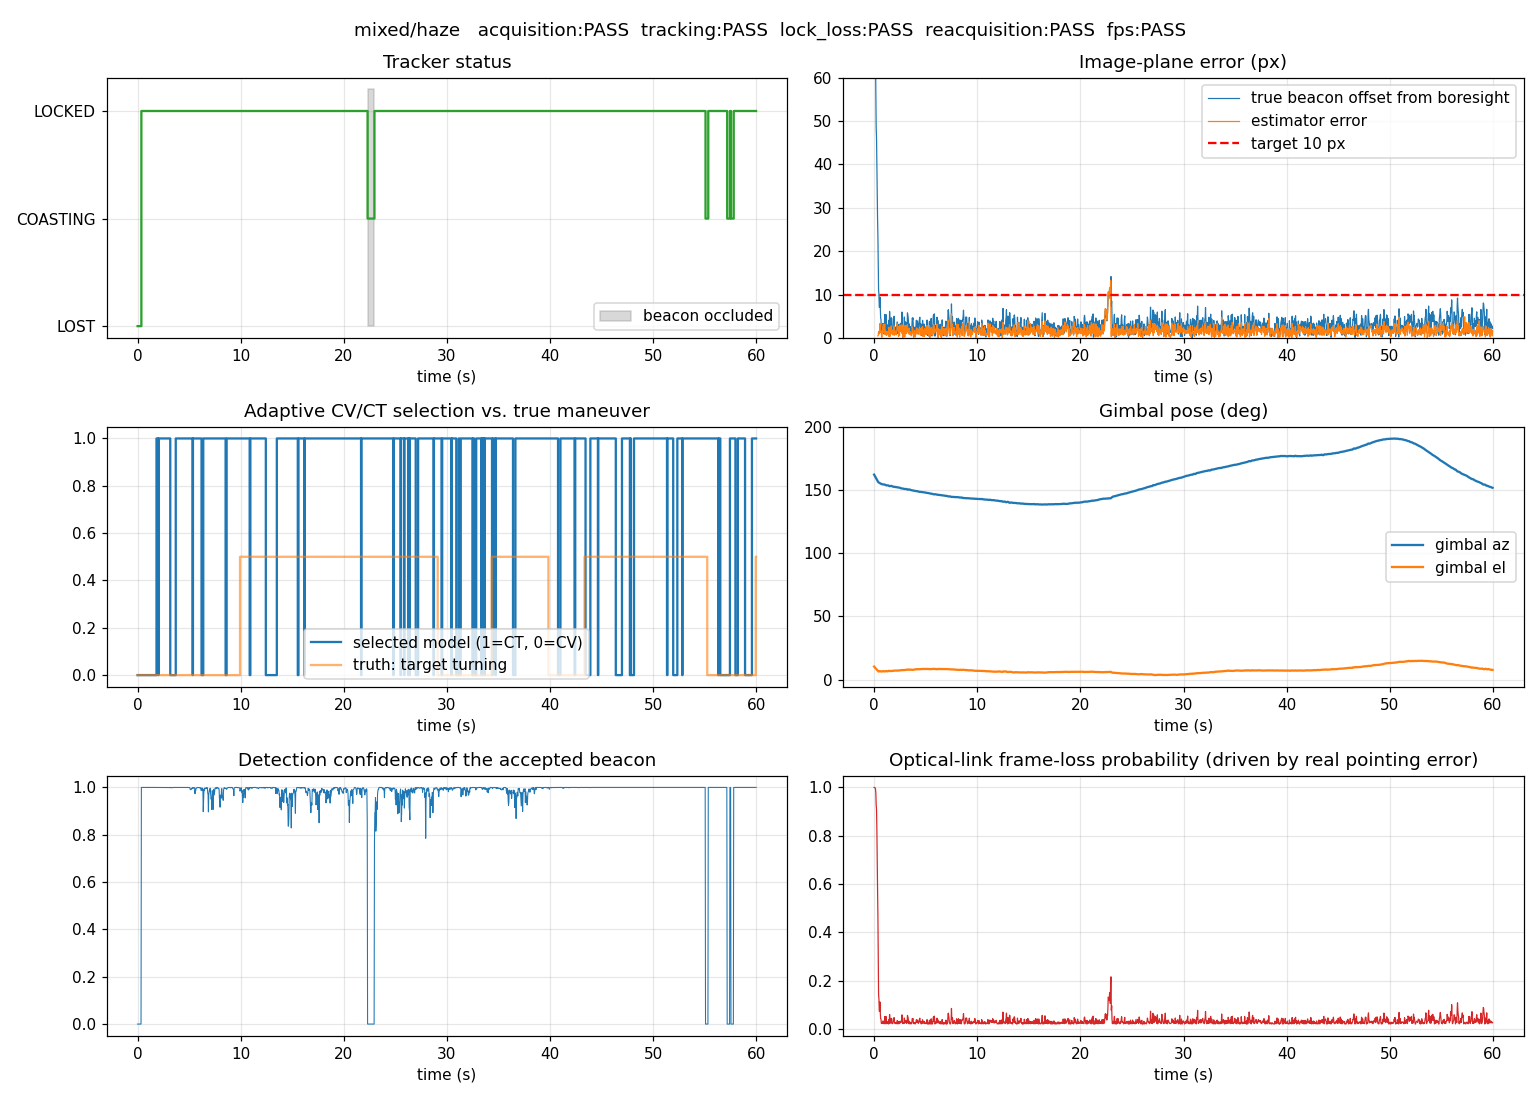 mixed/haze   acquisition:PASS  tracking:PASS  lock_loss:PASS  reacquisition:PASS  fps:PASS
Tracker status
LOCKED
COASTING
LOST
beacon occluded
0 10 20 30 40 50 60
time (s)
Image-plane error (px)
60
50
40
30
20
10
0
true beacon offset from boresight
estimator error
target 10 px
0 10 20 30 40 50 60
time (s)
Adaptive CV/CT selection vs. true maneuver
1.0
0.8
0.6
0.4
0.2
0.0
selected model (1=CT, 0=CV)
truth: target turning
0 10 20 30 40 50 60
time (s)
Gimbal pose (deg)
200
150
100
50
0
gimbal az
gimbal el
0 10 20 30 40 50 60
time (s)
Detection confidence of the accepted beacon
1.0
0.8
0.6
0.4
0.2
0.0
0 10 20 30 40 50 60
time (s)
Optical-link frame-loss probability (driven by real pointing error)
1.0
0.8
0.6
0.4
0.2
0.0
0 10 20 30 40 50 60
time (s)